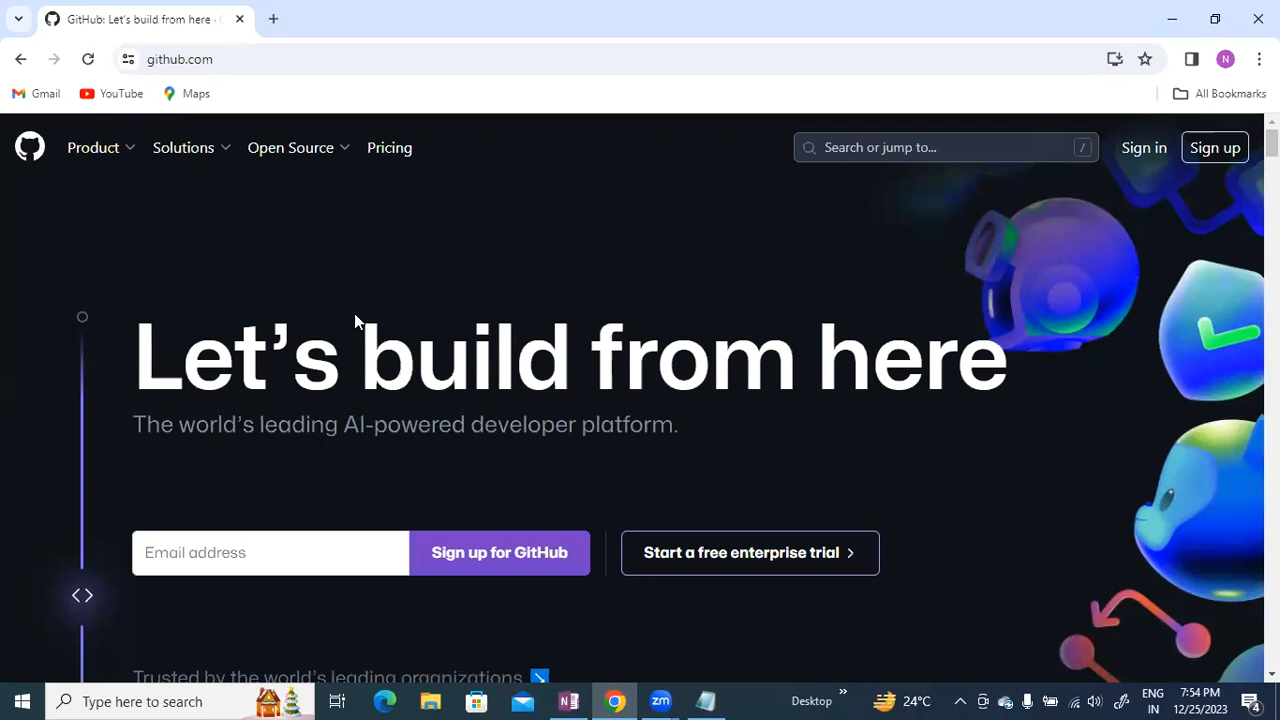 GitHub: Let's build from here ·
github.com
Gmail YouTube Maps All Bookmarks
Product Solutions Open Source Pricing Search or jump to... / Sign in Sign up
Let's build from here
The world's leading AI-powered developer platform.
Email address Sign up for GitHub Start a free enterprise trial
Trusted by the world's leading organizations
Type here to search Desktop 24°C ENG IN 7:54 PM 12/25/2023 4
N